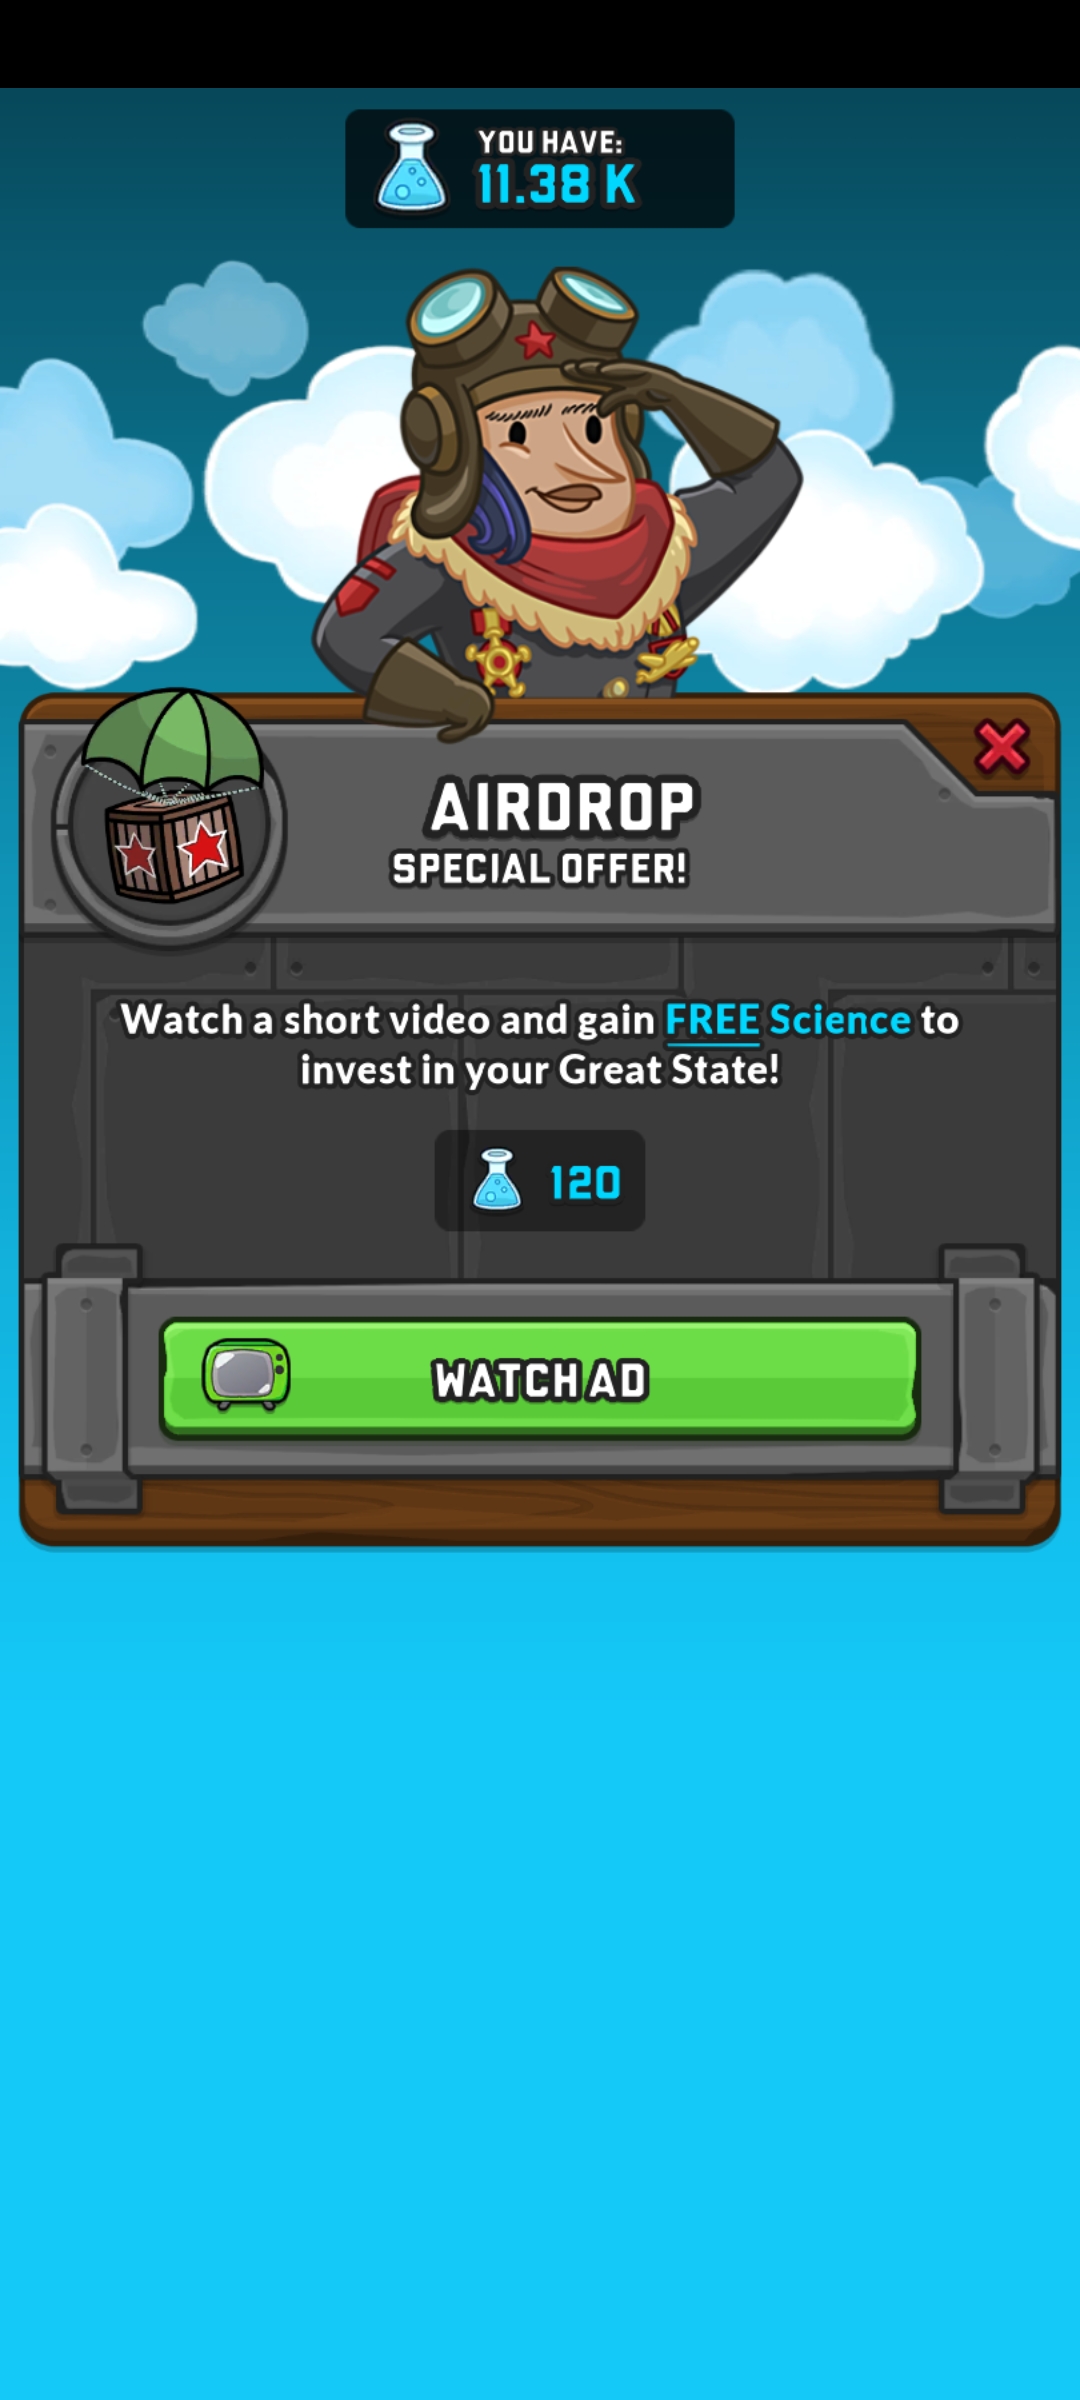 YOU HAVE:
11.38 K
AIRDROP
SPECIAL OFFER!
Watch a short video and gain FREE Science to
invest in your Great State!
120
WATCH AD